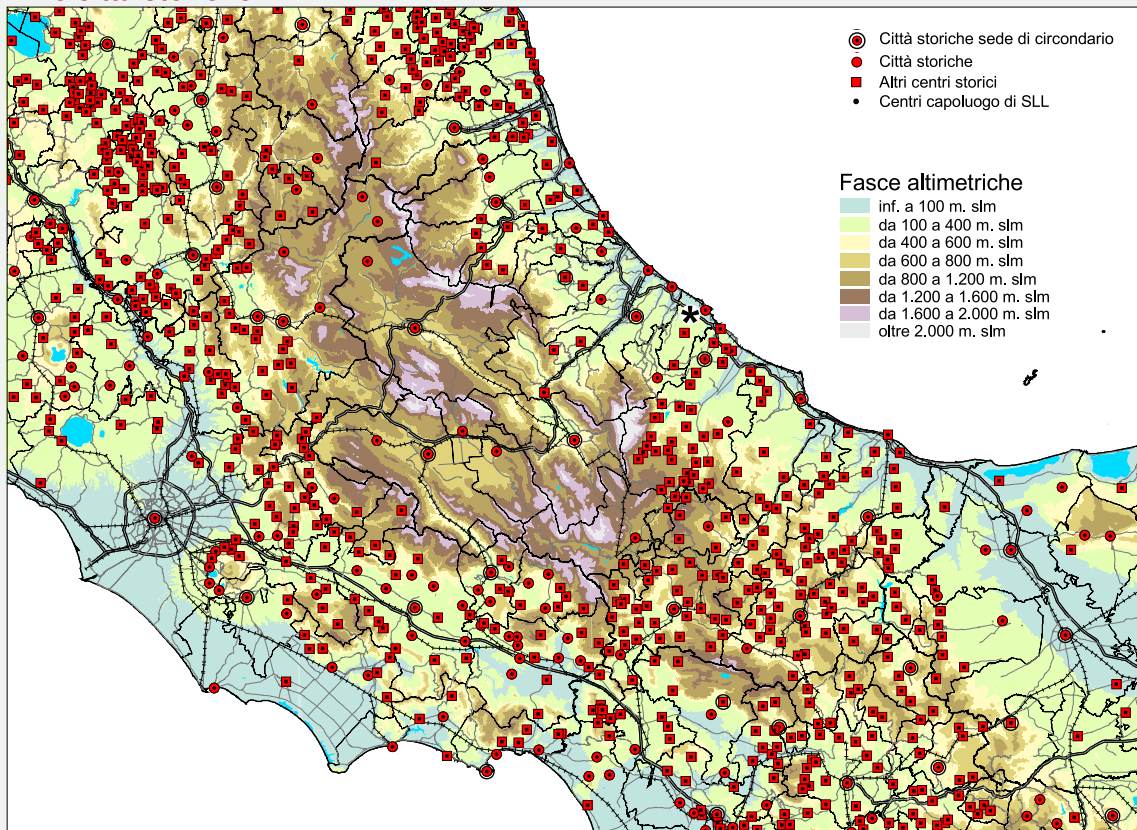 Città storiche sede di circondario
Città storiche
Altri centri storici
Centri capoluogo di SLL
Fasce altimetriche
inf. a 100 m. slm
da 100 a 400 m. slm
da 400 a 600 m. slm
da 600 a 800 m. slm
da 800 a 1.200 m. slm
da 1.200 a 1.600 m. slm
da 1.600 a 2.000 m. slm
oltre 2.000 m. slm
*